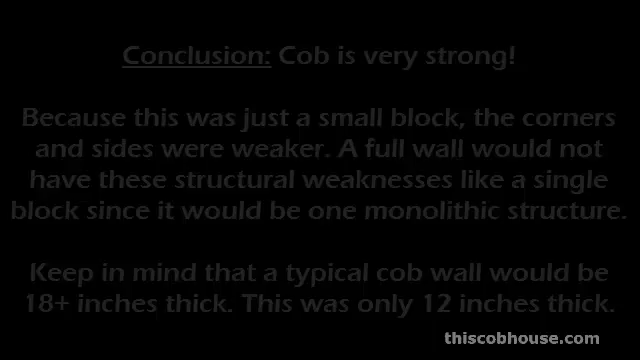 Conclusion: Cob is very strong!
Because this was just a small block, the corners
and sides were weaker. A full wall would not
have these structural weaknesses like a single
block since it would be one monolithic structure.
Keep in mind that a typical cob wall would be
18+ inches thick. This was only 12 inches thick.
thiscobhouse.com